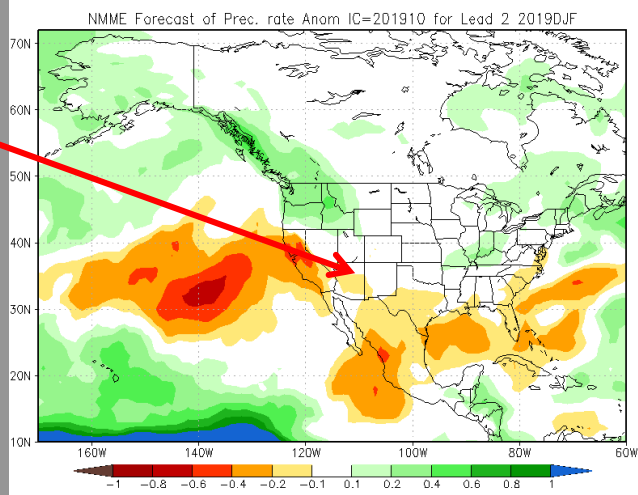 NMME Forecast of Prec. rate Anom IC=201910 for Lead 2 2019DJF
70N
60N
50N
40N
30N
20N
10N
160W 140W 120W 100W 80W 60W
-1 -0.8 -0.6 -0.4 -0.2 -0.1 0.1 0.2 0.4 0.6 0.8 1